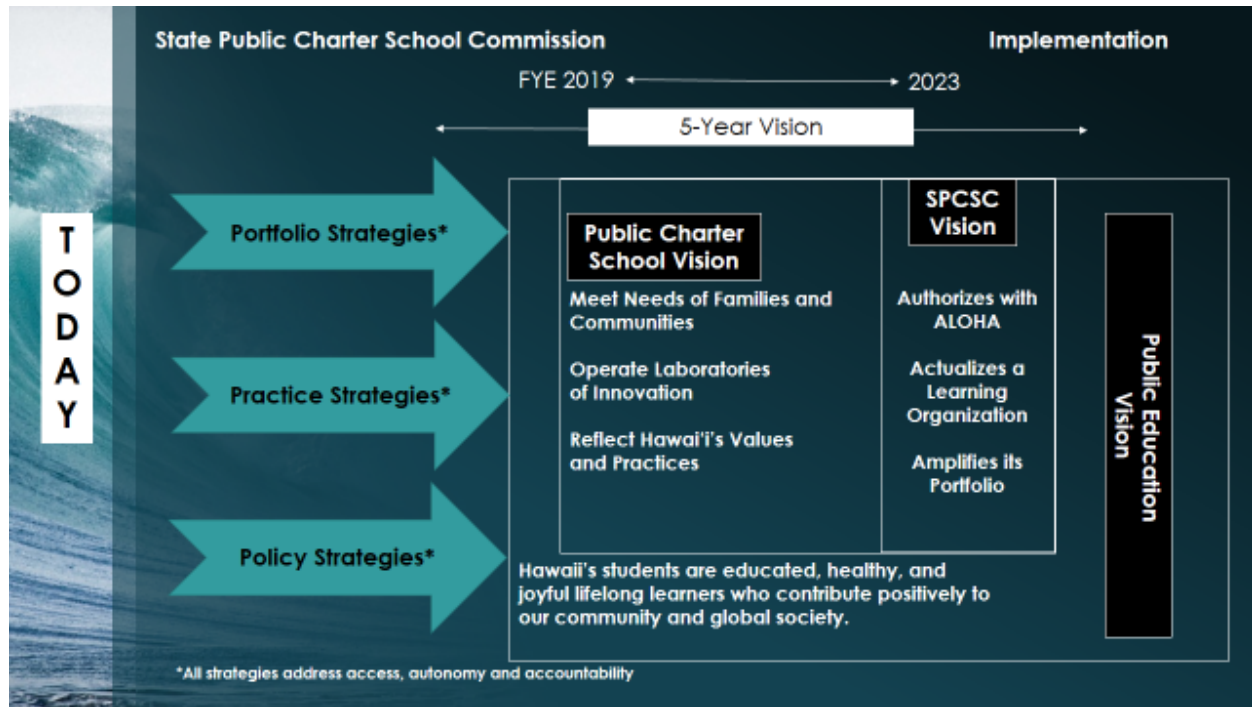 State Public Charter School Commission
Implementation
FYE 2019
2023
5-Year Vision
TODAY
Portfolio Strategies*
Practice Strategies*
Policy Strategies*
Public Charter
School Vision
Meet Needs of Families and
Communities
Operate Laboratories
of Innovation
Reflect Hawai'i's Values
and Practices
SPCSC
Vision
Authorizes with
ALOHA
Actualizes a
Learning
Organization
Amplifies its
Portfolio
Public Education
Vision
Hawaii's students are educated, healthy, and
joyful lifelong learners who contribute positively to
our community and global society.
*All strategies address access, autonomy and accountability